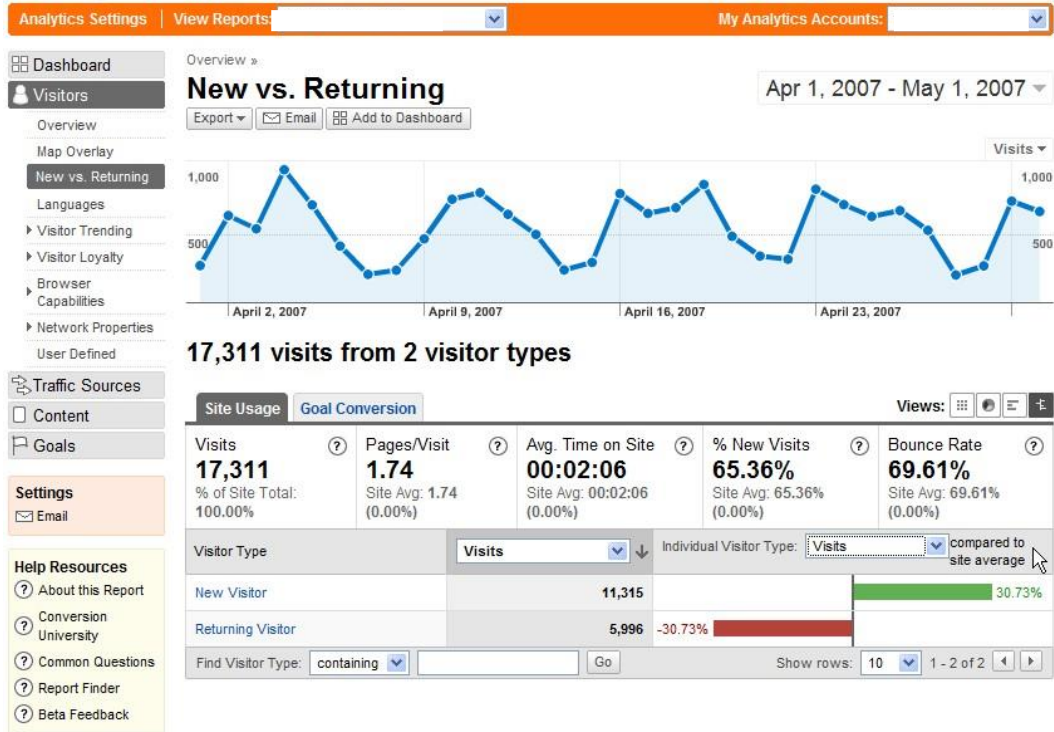 Analytics Settings | View Reports: My Analytics Accounts:
Dashboard
Visitors
Overview
Map Overlay
New vs. Returning
Languages
Visitor Trending
Visitor Loyalty
Browser
Capabilities
Network Properties
User Defined
Traffic Sources
Content
Goals
Settings
Email
Help Resources
About this Report
Conversion
University
Common Questions
Report Finder
Beta Feedback
Overview »
New vs. Returning
Apr 1, 2007 - May 1, 2007
Export Email Add to Dashboard
Visits
1,000 1,000
500 500
April 2, 2007 April 9, 2007 April 16, 2007 April 23, 2007
17,311 visits from 2 visitor types
Site Usage Goal Conversion Views:
Visits ? Pages/Visit ? Avg. Time on Site ? % New Visits ? Bounce Rate ?
17,311 1.74 00:02:06 65.36% 69.61%
% of Site Total: Site Avg: 1.74 Site Avg: 00:02:06 Site Avg: 65.36% Site Avg: 69.61%
100.00% (0.00%) (0.00%) (0.00%) (0.00%)
Visitor Type Visits Individual Visitor Type: Visits compared to
site average
New Visitor 11,315 30.73%
Returning Visitor 5,996 -30.73%
Find Visitor Type: containing Go Show rows: 10 1 - 2 of 2